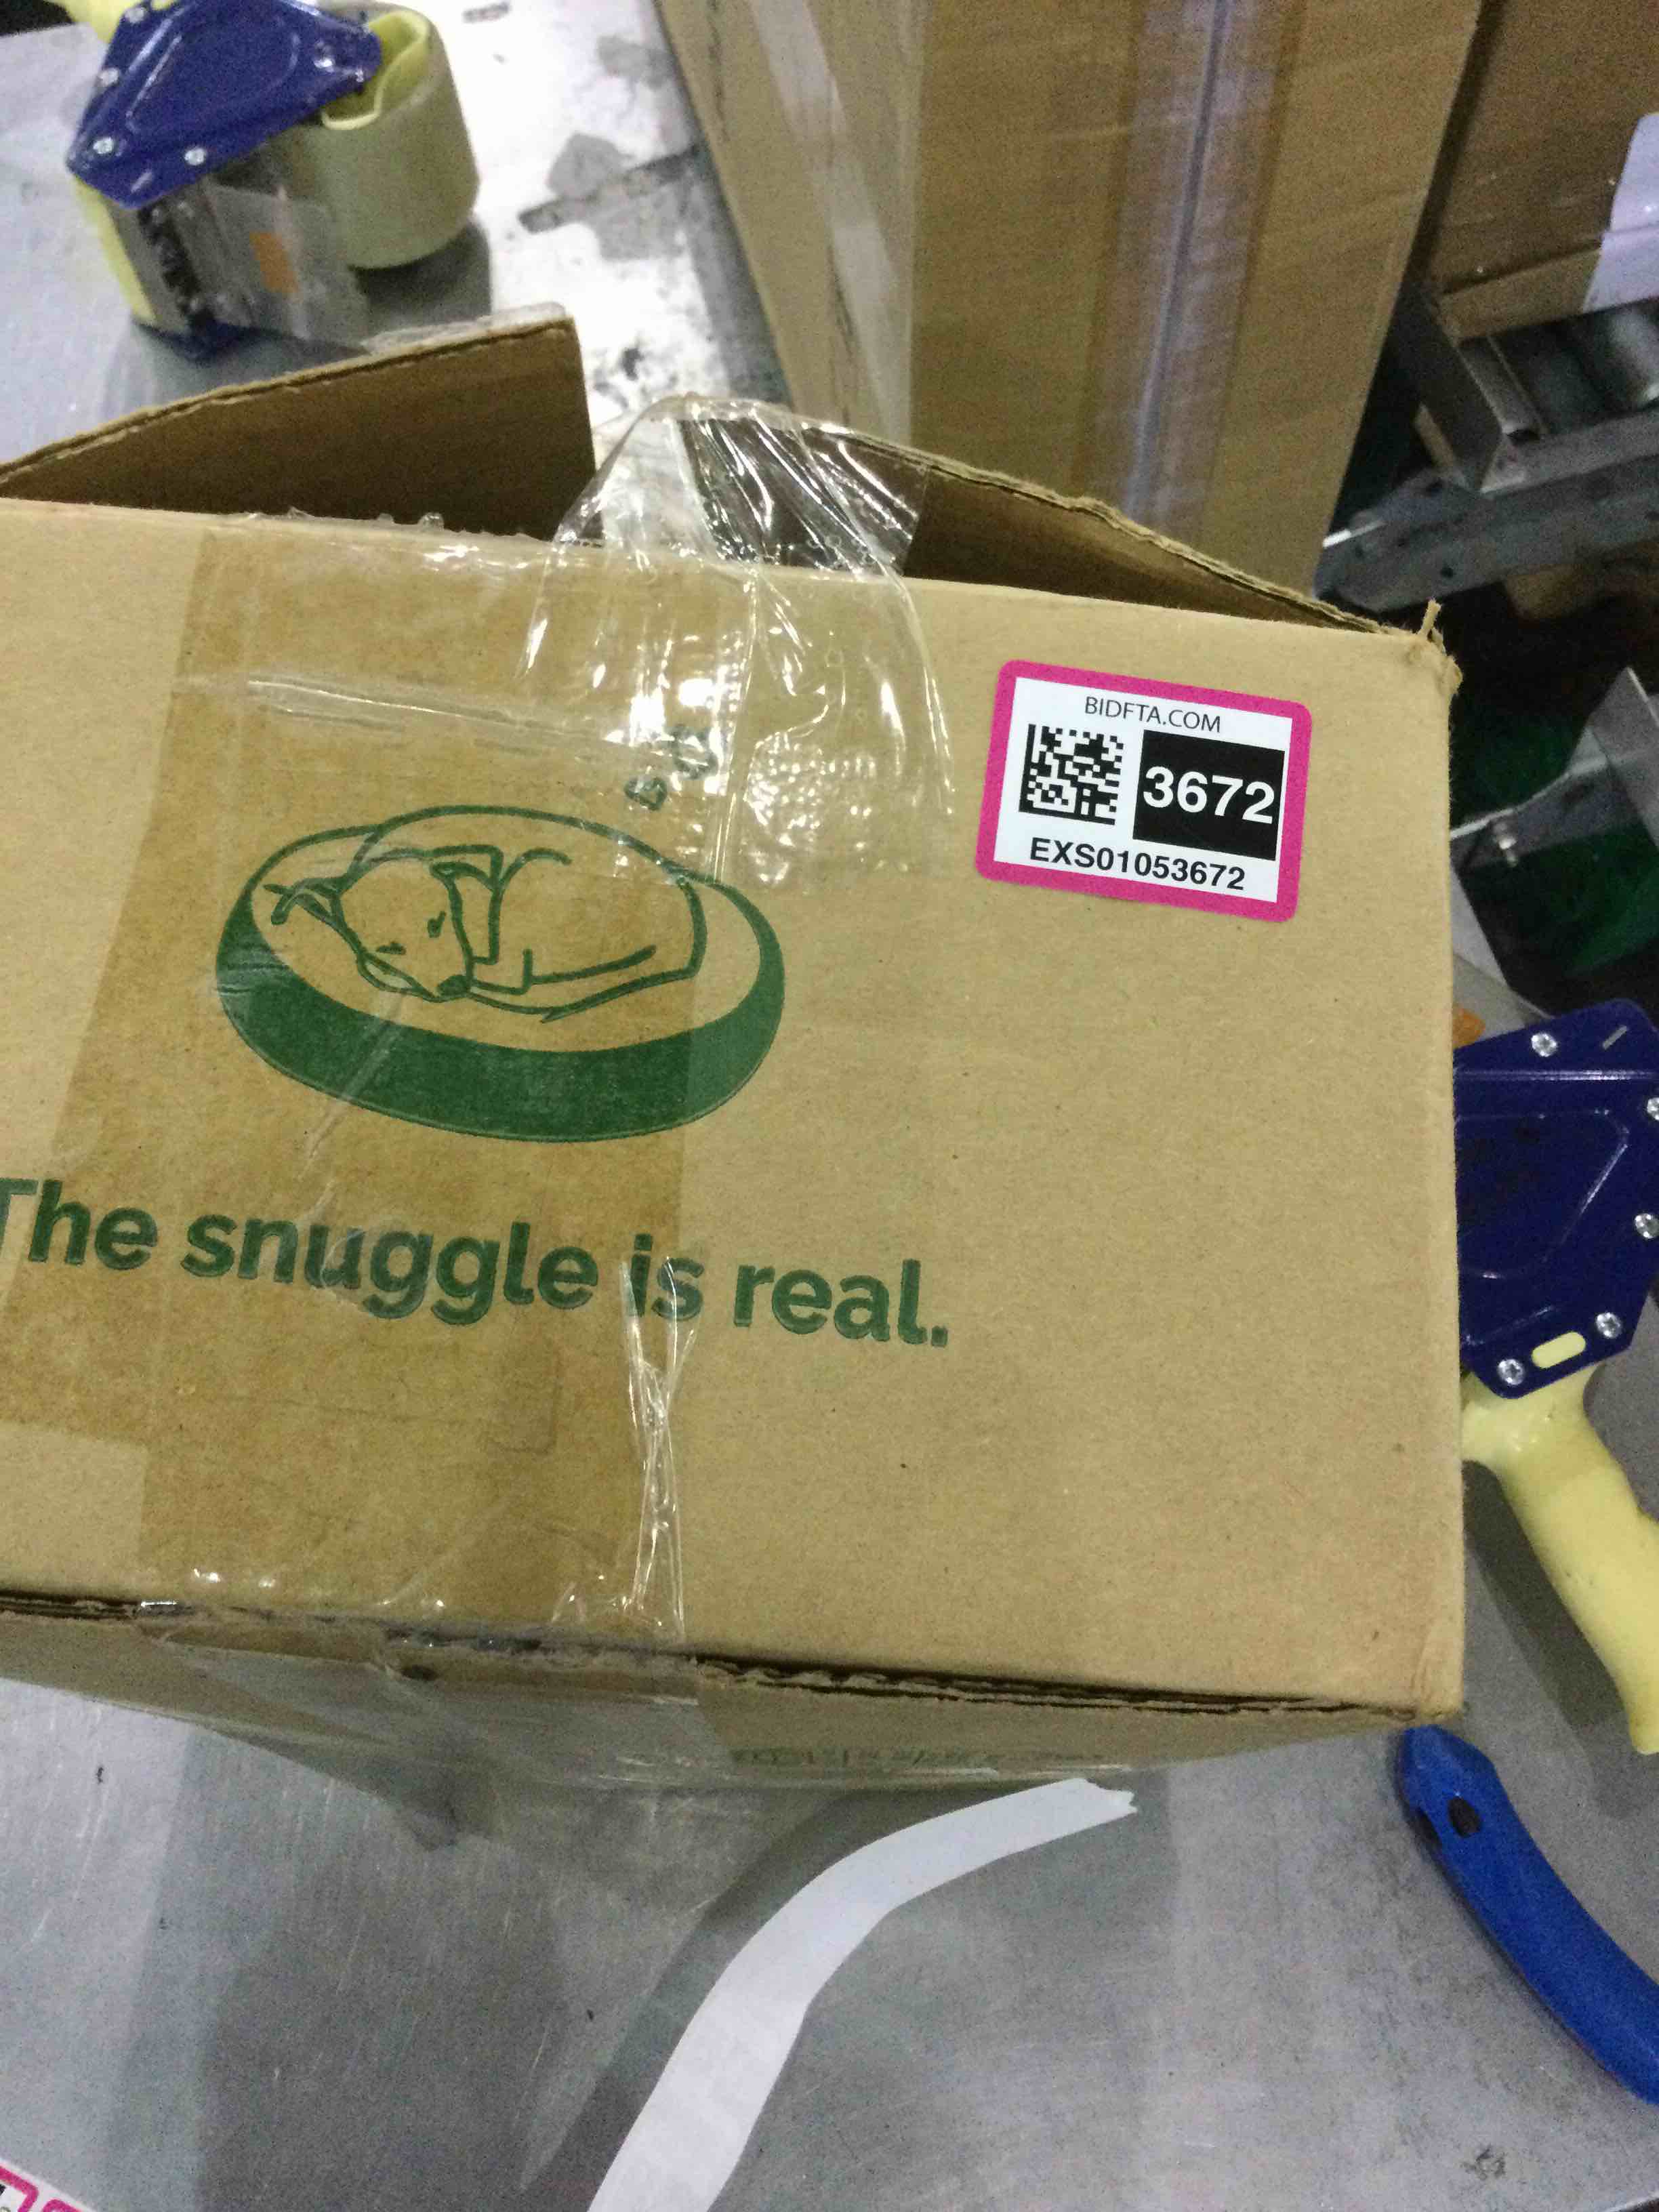 BIDFTA.COM
3672
EXS01053672
The snuggle is real.